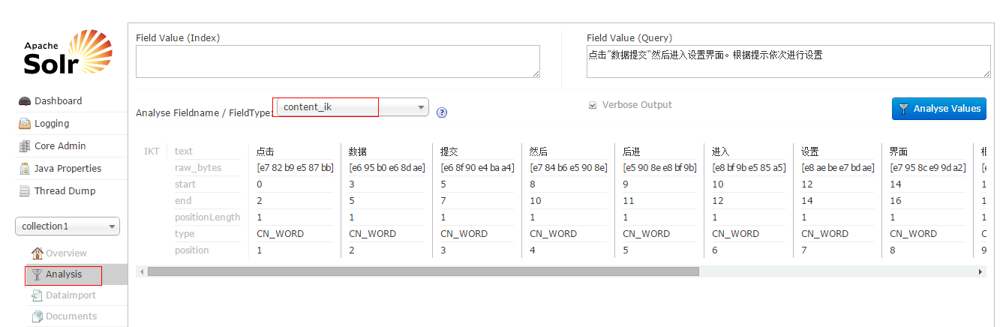 Apache
Solr
Dashboard
Logging
Core Admin
Java Properties
Thread Dump
collection1
Overview
Analysis
Dataimport
Documents
Field Value (Index)
Field Value (Query)
点击"数据提交"然后进入设置界面。根据提示依次进行设置
Analyse Fieldname / FieldType: content_ik ? Verbose Output Analyse Values
IKT text 点击 数据 提交 然后 后进 进入 设置 界面
raw_bytes [e7 82 b9 e5 87 bb] [e6 95 b0 e6 8d ae] [e6 8f 90 e4 ba a4] [e7 84 b6 e5 90 8e] [e5 90 8e e8 bf 9b] [e8 bf 9b e5 85 a5] [e8 ae be e7 bd ae] [e7 95 8c e9 9d a2] [e
start 0 3 5 8 9 10 12 14 1
end 2 5 7 10 11 12 14 16 1
positionLength 1 1 1 1 1 1 1 1 1
type CN_WORD CN_WORD CN_WORD CN_WORD CN_WORD CN_WORD CN_WORD CN_WORD C
position 1 2 3 4 5 6 7 8 9